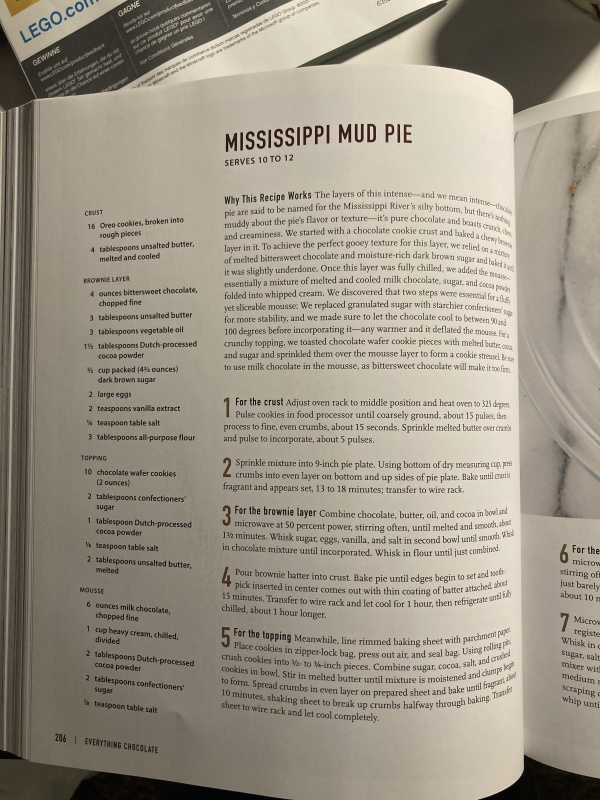 LEGO.com
GEWINNE
GAGNE
www.LEGO.com/productfeedback
Voir Conditions Générales
MISSISSIPPI MUD PIE
SERVES 10 TO 12
CRUST
16 Oreo cookies, broken into
rough pieces
4 tablespoons unsalted butter,
melted and cooled
BROWNIE LAYER
4 ounces bittersweet chocolate,
chopped fine
3 tablespoons unsalted butter
3 tablespoons vegetable oil
1½ tablespoons Dutch-processed
cocoa powder
⅔ cup packed (4⅔ ounces)
dark brown sugar
2 large eggs
2 teaspoons vanilla extract
¼ teaspoon table salt
3 tablespoons all-purpose flour
TOPPING
10 chocolate wafer cookies
(2 ounces)
2 tablespoons confectioners'
sugar
1 tablespoon Dutch-processed
cocoa powder
⅛ teaspoon table salt
2 tablespoons unsalted butter,
melted
MOUSSE
6 ounces milk chocolate,
chopped fine
1 cup heavy cream, chilled,
divided
2 tablespoons Dutch-processed
cocoa powder
2 tablespoons confectioners'
sugar
⅛ teaspoon table salt
Why This Recipe Works The layers of this intense—and we mean intense—chocolate
pie are said to be named for the Mississippi River's silty bottom, but there's nothing
muddy about the pie's flavor or texture—it's pure chocolate and boasts crunch, chew,
and creaminess. We started with a chocolate cookie crust and baked a chewy brownie
layer in it. To achieve the perfect gooey texture for this layer, we relied on a mixture
of melted bittersweet chocolate and moisture-rich dark brown sugar and baked it until
it was slightly underdone. Once this layer was fully chilled, we added the mousse—
essentially a mixture of melted and cooled milk chocolate, sugar, and cocoa powder
folded into whipped cream. We discovered that two steps were essential for a fluffy
yet sliceable mousse: We replaced granulated sugar with starchier confectioners' sugar
for more stability, and we made sure to let the chocolate cool to between 90 and
100 degrees before incorporating it—any warmer and it deflated the mousse. For a
crunchy topping, we toasted chocolate wafer cookie pieces with melted butter, cocoa,
and sugar and sprinkled them over the mousse layer to form a cookie streusel. Be sure
to use milk chocolate in the mousse, as bittersweet chocolate will make it too firm.
1 For the crust Adjust oven rack to middle position and heat oven to 325 degrees.
Pulse cookies in food processor until coarsely ground, about 15 pulses, then
process to fine, even crumbs, about 15 seconds. Sprinkle melted butter over crumbs
and pulse to incorporate, about 5 pulses.
2 Sprinkle mixture into 9-inch pie plate. Using bottom of dry measuring cup, press
crumbs into even layer on bottom and up sides of pie plate. Bake until crust is
fragrant and appears set, 13 to 18 minutes; transfer to wire rack.
3 For the brownie layer Combine chocolate, butter, oil, and cocoa in bowl and
microwave at 50 percent power, stirring often, until melted and smooth, about
1½ minutes. Whisk sugar, eggs, vanilla, and salt in second bowl until smooth. Whisk
in chocolate mixture until incorporated. Whisk in flour until just combined.
4 Pour brownie batter into crust. Bake pie until edges begin to set and tooth-
pick inserted in center comes out with thin coating of batter attached, about
15 minutes. Transfer to wire rack and let cool for 1 hour, then refrigerate until fully
chilled, about 1 hour longer.
5 For the topping Meanwhile, line rimmed baking sheet with parchment paper.
Place cookies in zipper-lock bag, press out air, and seal bag. Using rolling pin,
crush cookies into ½- to ¾-inch pieces. Combine sugar, cocoa, salt, and crushed
cookies in bowl. Stir in melted butter until mixture is moistened and clumps begin
to form. Spread crumbs in even layer on prepared sheet and bake until fragrant, about
10 minutes, shaking sheet to break up crumbs halfway through baking. Transfer
sheet to wire rack and let cool completely.
206 | EVERYTHING CHOCOLATE
6 For the
microw
stirring oft
just barely
about 10 m
7 Microw
registe
Whisk in c
sugar, salt
mixer with
medium s
scraping d
whip unti